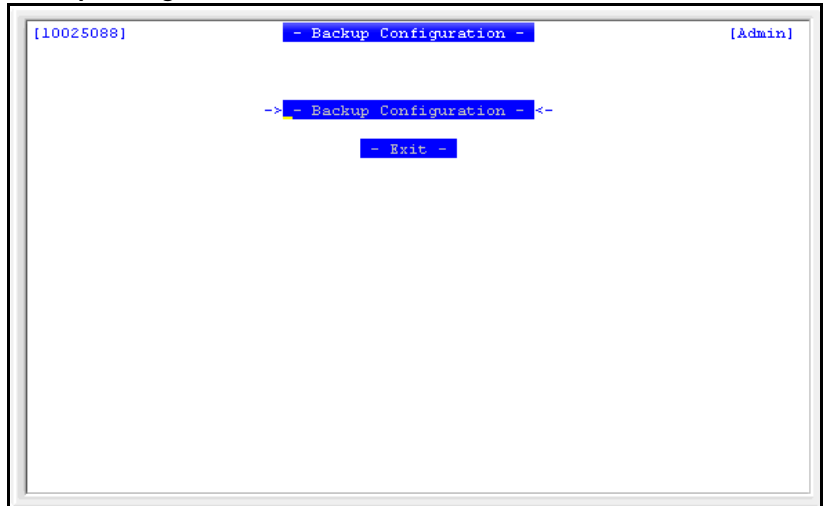 [10025088] - Backup Configuration - [Admin]
-> - Backup Configuration - <-
- Exit -